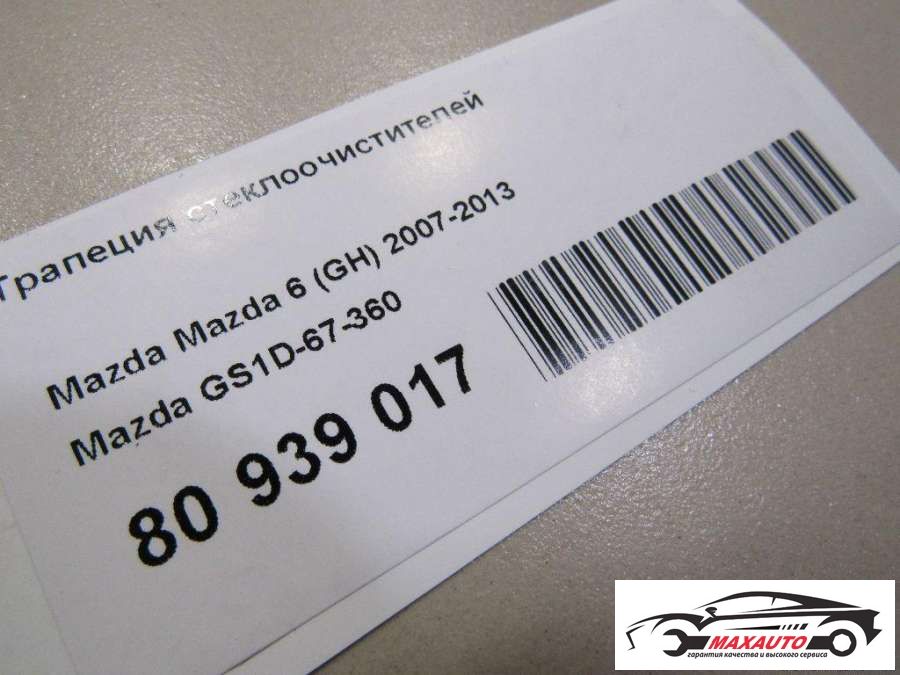 Трапеция стеклоочистителей
Mazda Mazda 6 (GH) 2007-2013
Mazda GS1D-67-360
80 939 017
MAXAUTO
гарантия качества и высокого сервиса